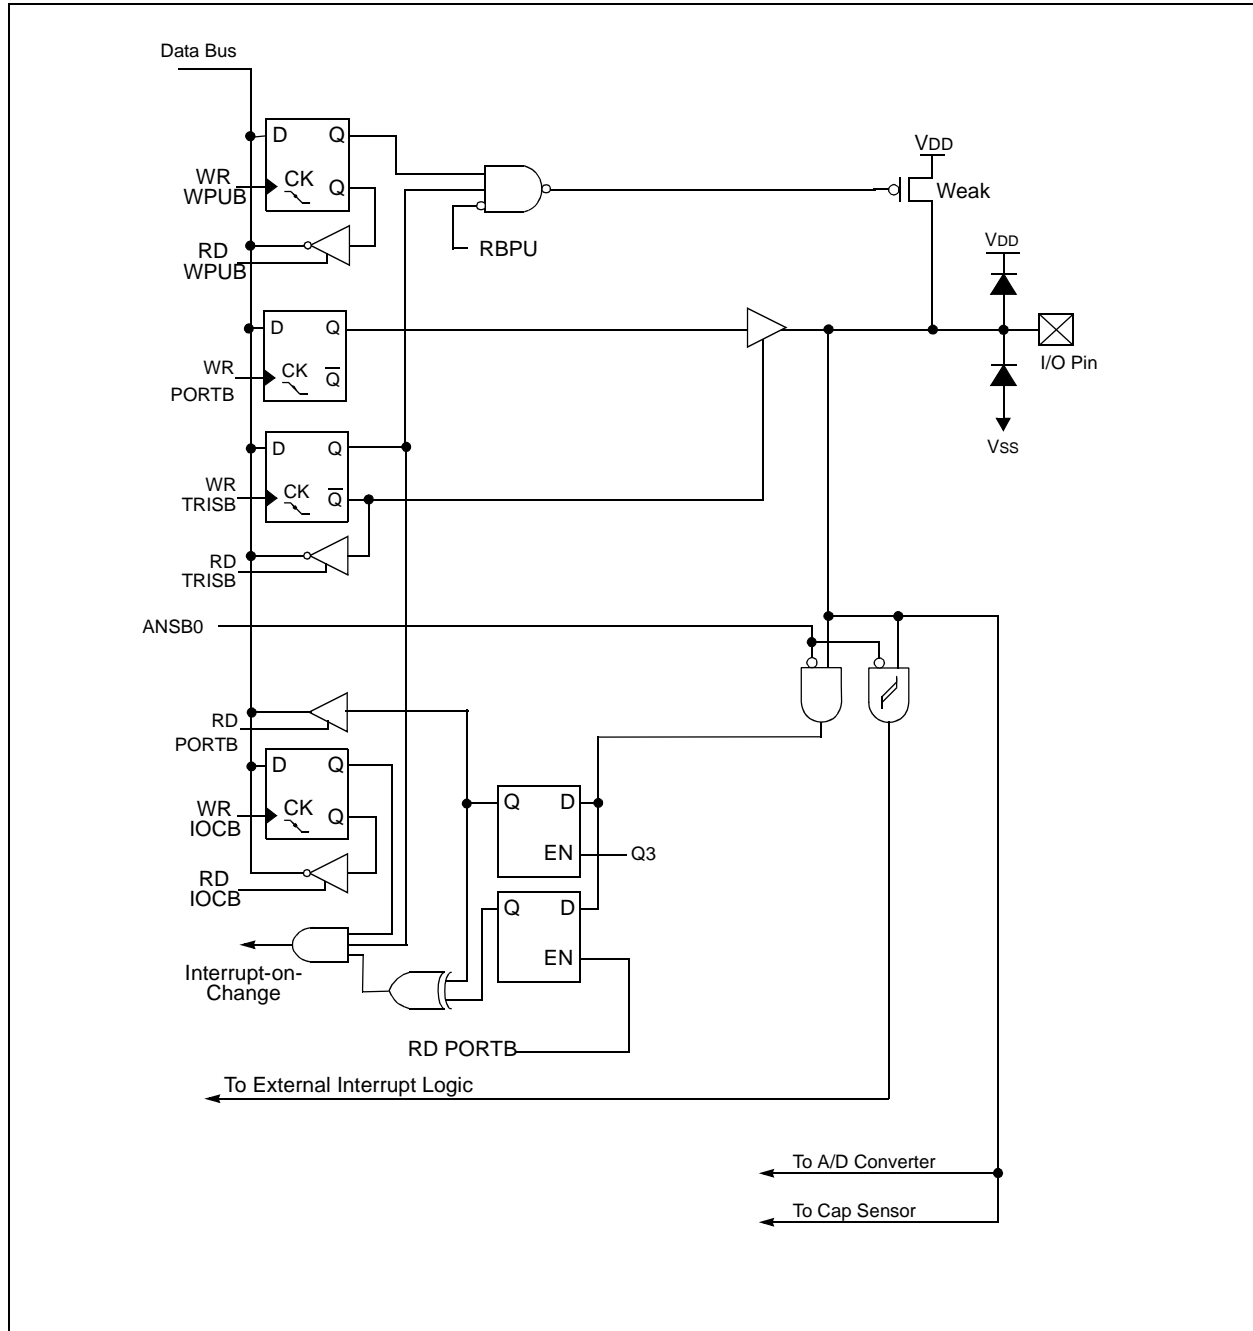 Data Bus
D Q
WR
WPUB
CK
Q
VDD
Weak
RD
WPUB
RBPU
VDD
D Q
WR
PORTB
CK
Q
I/O Pin
VSS
D Q
WR
TRISB
CK
Q
RD
TRISB
ANSB0
RD
PORTB
D Q
WR
IOCB
CK
Q
Q D
EN
Q3
RD
IOCB
Q D
EN
Interrupt-on-
Change
RD PORTB
To External Interrupt Logic
To A/D Converter
To Cap Sensor